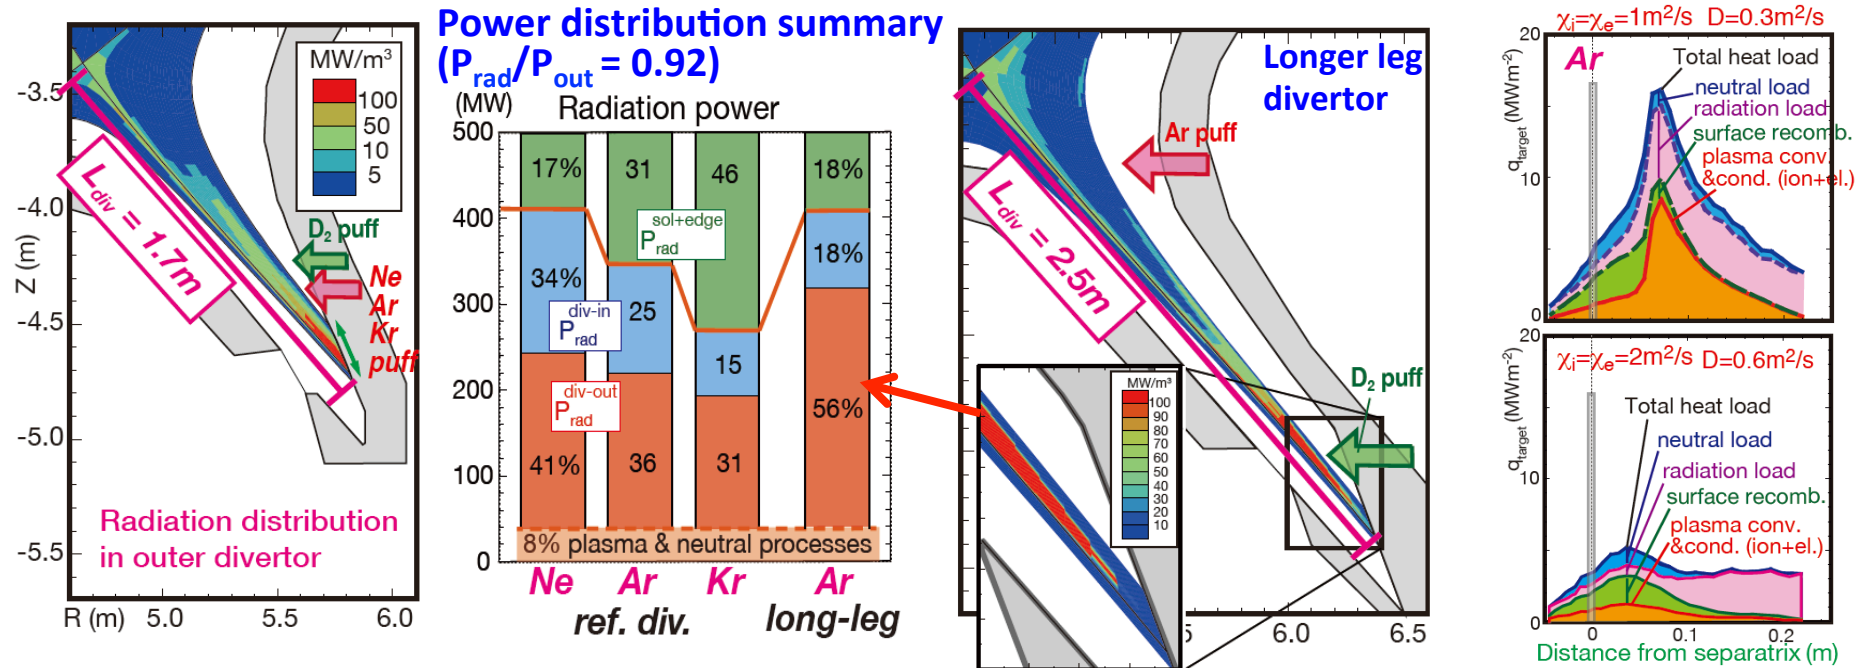 Power distribution summary
(Prad/Pout = 0.92)
MW/m³
100
50
10
5
-3.5
-4.0
-4.5
-5.0
-5.5
Z (m)
R (m)
5.0
5.5
6.0
Ldiv = 1.7m
D2 puff
Ne
Ar
Kr
puff
Radiation distribution
in outer divertor
(MW)
Radiation power
500
400
300
200
100
0
17%
31
46
18%
Prad sol+edge
34%
25
15
18%
Prad div-in
Prad div-out
41%
36
31
56%
8% plasma & neutral processes
Ne
Ar
Kr
Ar
ref. div.
long-leg
Longer leg
divertor
Ar puff
Ldiv = 2.5m
D2 puff
MW/m³
100
90
80
70
60
50
40
30
20
10
5
6.0
6.5
χi=χe=1m2/s D=0.3m2/s
20
10
0
qtarget (MWm-2)
Ar
Total heat load
neutral load
radiation load
surface recomb.
plasma conv.
&cond. (ion+el.)
χi=χe=2m2/s D=0.6m2/s
20
10
0
qtarget (MWm-2)
Total heat load
neutral load
radiation load
surface recomb.
plasma conv.
&cond. (ion+el.)
0
0.1
0.2
Distance from separatrix (m)